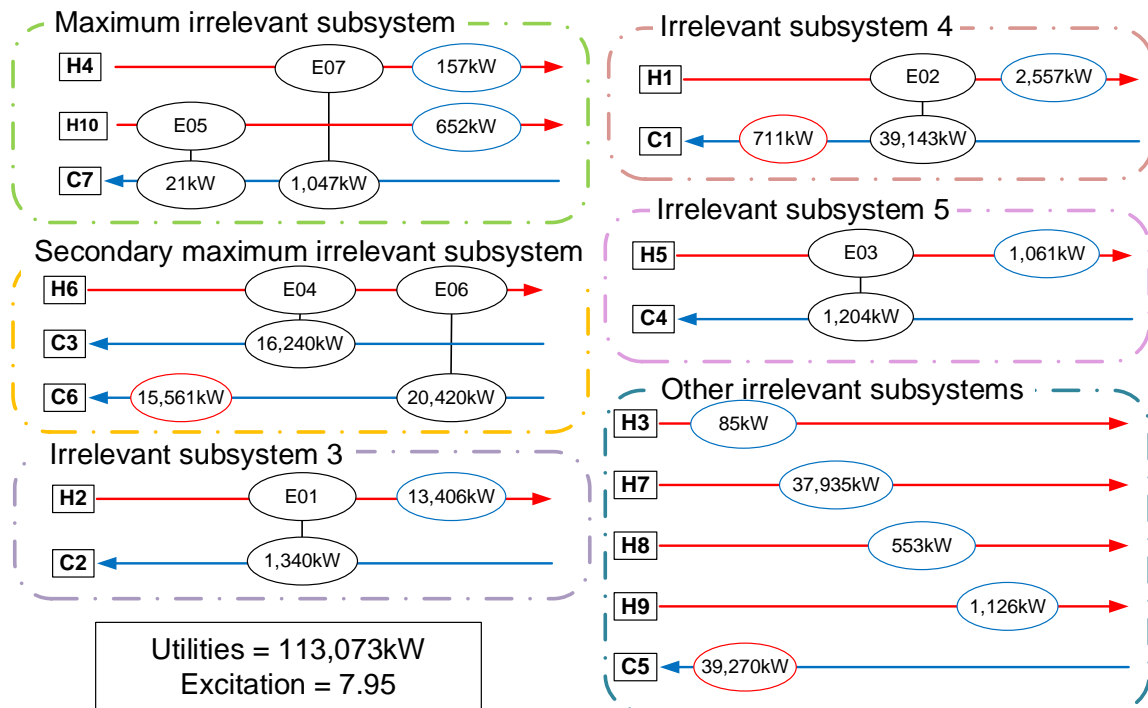 Maximum irrelevant subsystem
H4
E07
157kW
H10
E05
652kW
C7
21kW
1,047kW
Secondary maximum irrelevant subsystem
H6
E04
E06
C3
16,240kW
C6
15,561kW
20,420kW
Irrelevant subsystem 3
H2
E01
13,406kW
C2
1,340kW
Utilities = 113,073kW
Excitation = 7.95
Irrelevant subsystem 4
H1
E02
2,557kW
C1
711kW
39,143kW
Irrelevant subsystem 5
H5
E03
1,061kW
C4
1,204kW
Other irrelevant subsystems
H3
85kW
H7
37,935kW
H8
553kW
H9
1,126kW
C5
39,270kW